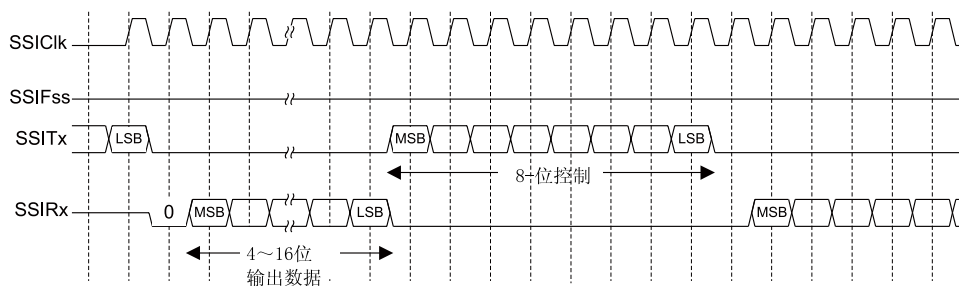 SSIClk
SSIFss
SSITx LSB MSB LSB
8-位控制
SSIRx 0 MSB LSB MSB
4～16位
输出数据